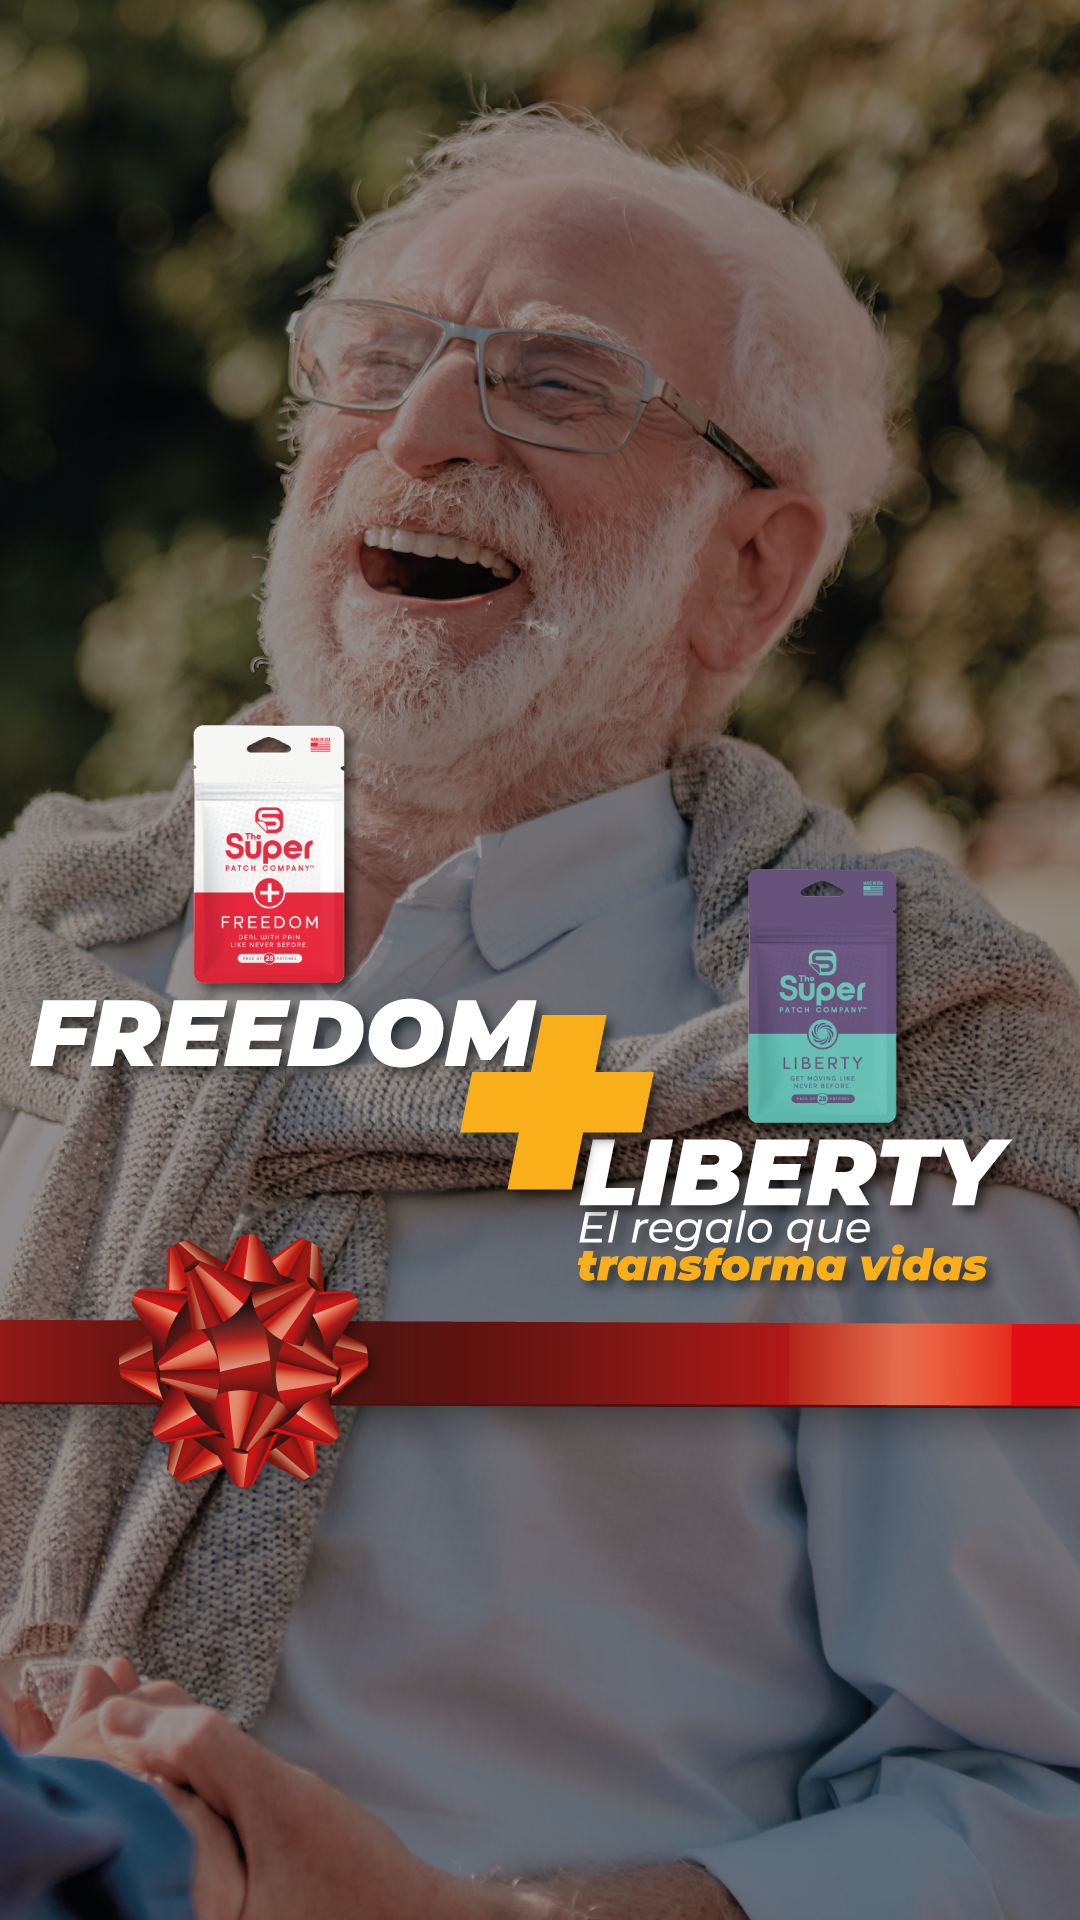 MADE IN USA
The
Super
PATCH COMPANY™
FREEDOM
DEAL WITH PAIN
LIKE NEVER BEFORE.
PACK OF 28 PATCHES
FREEDOM
+
MADE IN USA
The
Super
PATCH COMPANY™
LIBERTY
GET MOVING LIKE
NEVER BEFORE.
PACK OF 28 PATCHES
LIBERTY
El regalo que
transforma vidas